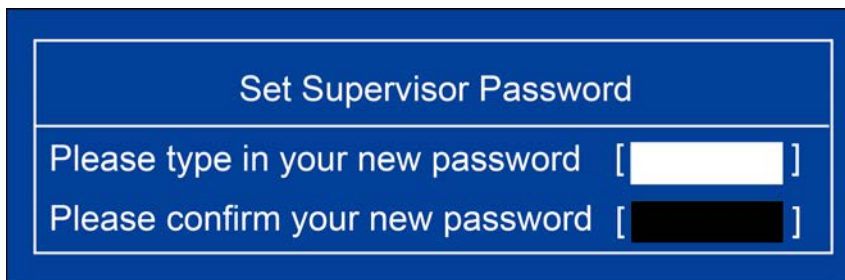 Set Supervisor Password
Please type in your new password [ ]
Please confirm your new password [ ]